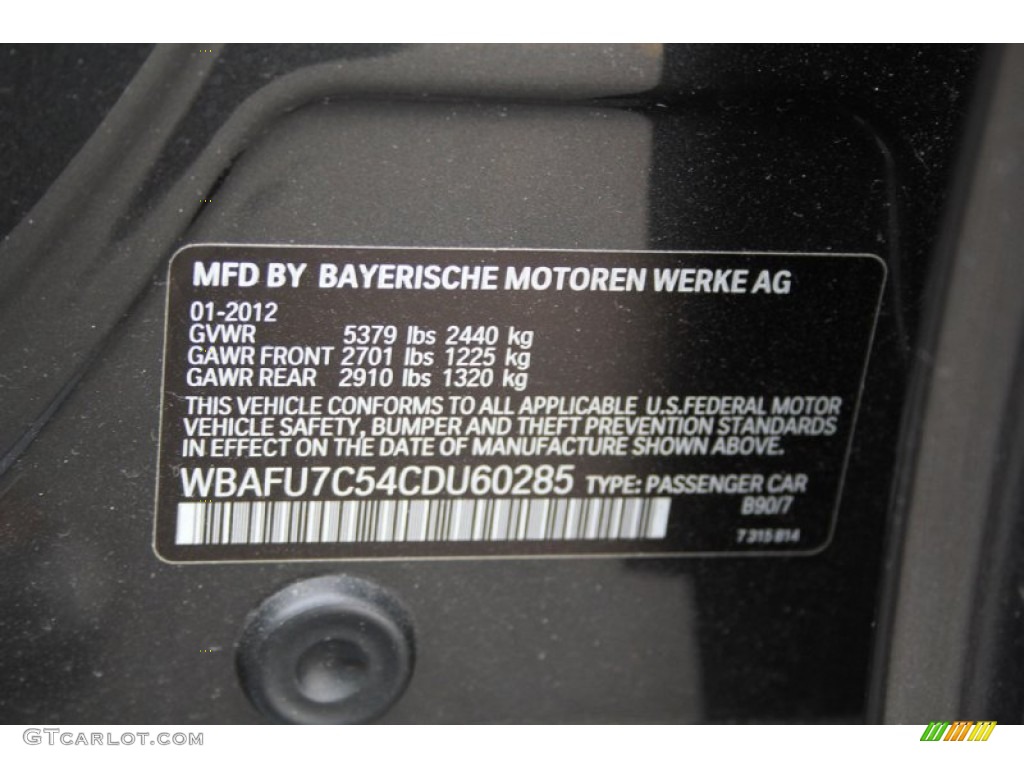 MFD BY BAYERISCHE MOTOREN WERKE AG
01-2012
GVWR 5379 lbs 2440 kg
GAWR FRONT 2701 lbs 1225 kg
GAWR REAR 2910 lbs 1320 kg
THIS VEHICLE CONFORMS TO ALL APPLICABLE U.S.FEDERAL MOTOR
VEHICLE SAFETY, BUMPER AND THEFT PREVENTION STANDARDS
IN EFFECT ON THE DATE OF MANUFACTURE SHOWN ABOVE.
WBAFU7C54CDU60285 TYPE: PASSENGER CAR
B90/7
7 315 814
GTCarLot.com